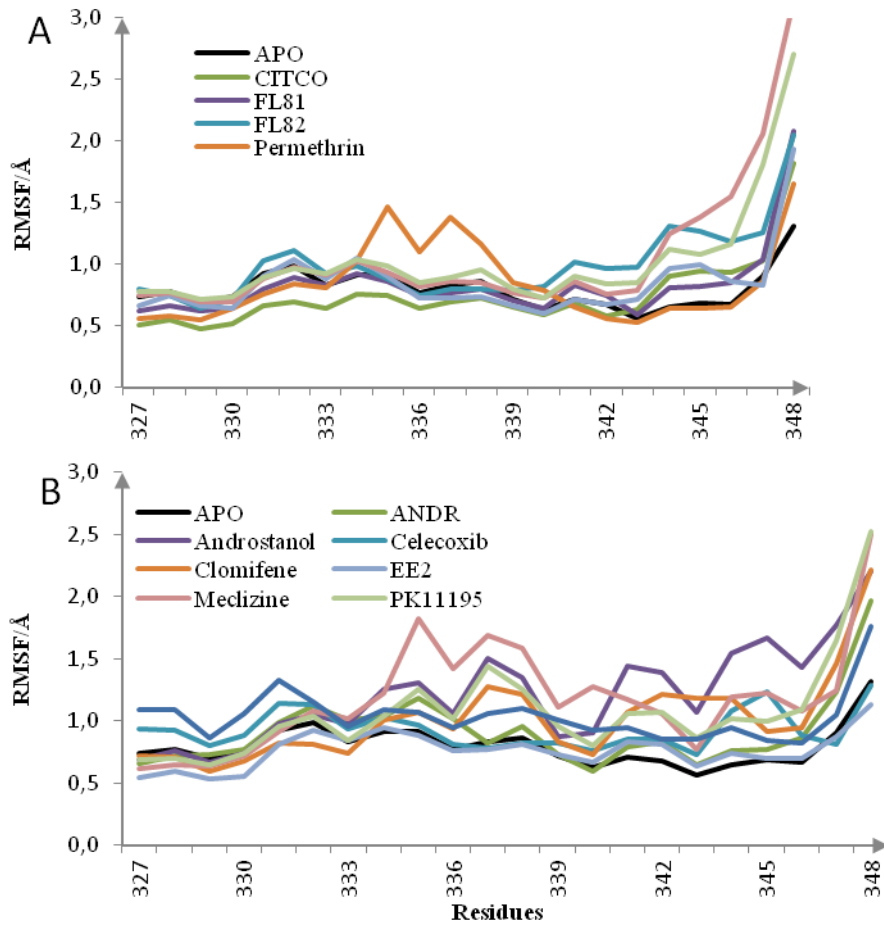 A
3,0
2,5
2,0
1,5
1,0
0,5
0,0
RMSF/Å
APO
CITCO
FL81
FL82
Permethrin
327 330 333 336 339 342 345 348
B
3,0
2,5
2,0
1,5
1,0
0,5
0,0
RMSF/Å
APO ANDR
Androstanol Celecoxib
Clomifene EE2
Meclizine PK11195
327 330 333 336 339 342 345 348
Residues